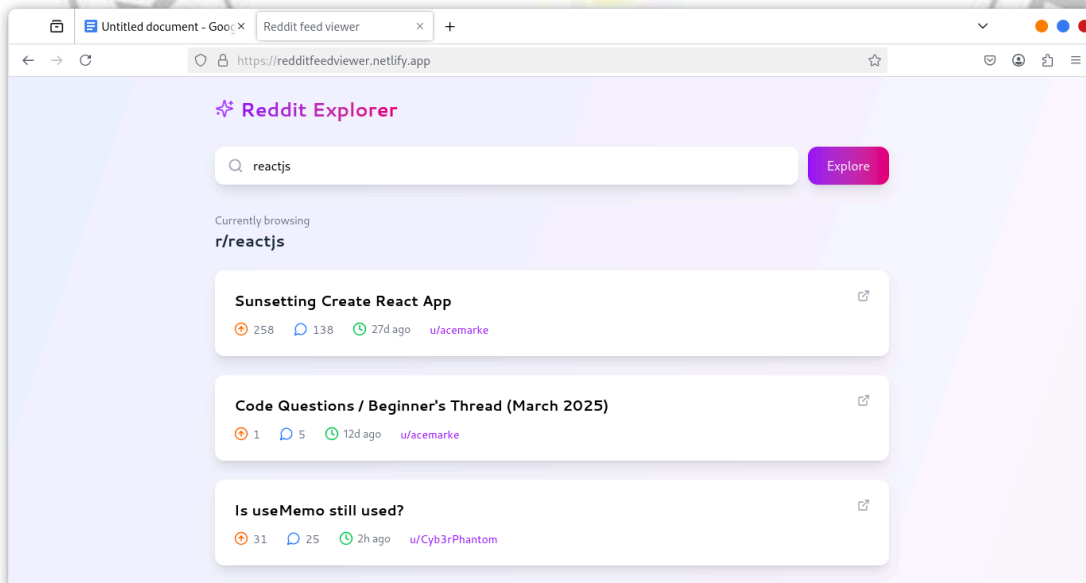 Untitled document - Goog
Reddit feed viewer
https://redditfeedviewer.netlify.app
Reddit Explorer
reactjs
Explore
Currently browsing
r/reactjs
Sunsetting Create React App
258 138 27d ago u/acemarke
Code Questions / Beginner's Thread (March 2025)
1 5 12d ago u/acemarke
Is useMemo still used?
31 25 2h ago u/Cyb3rPhantom